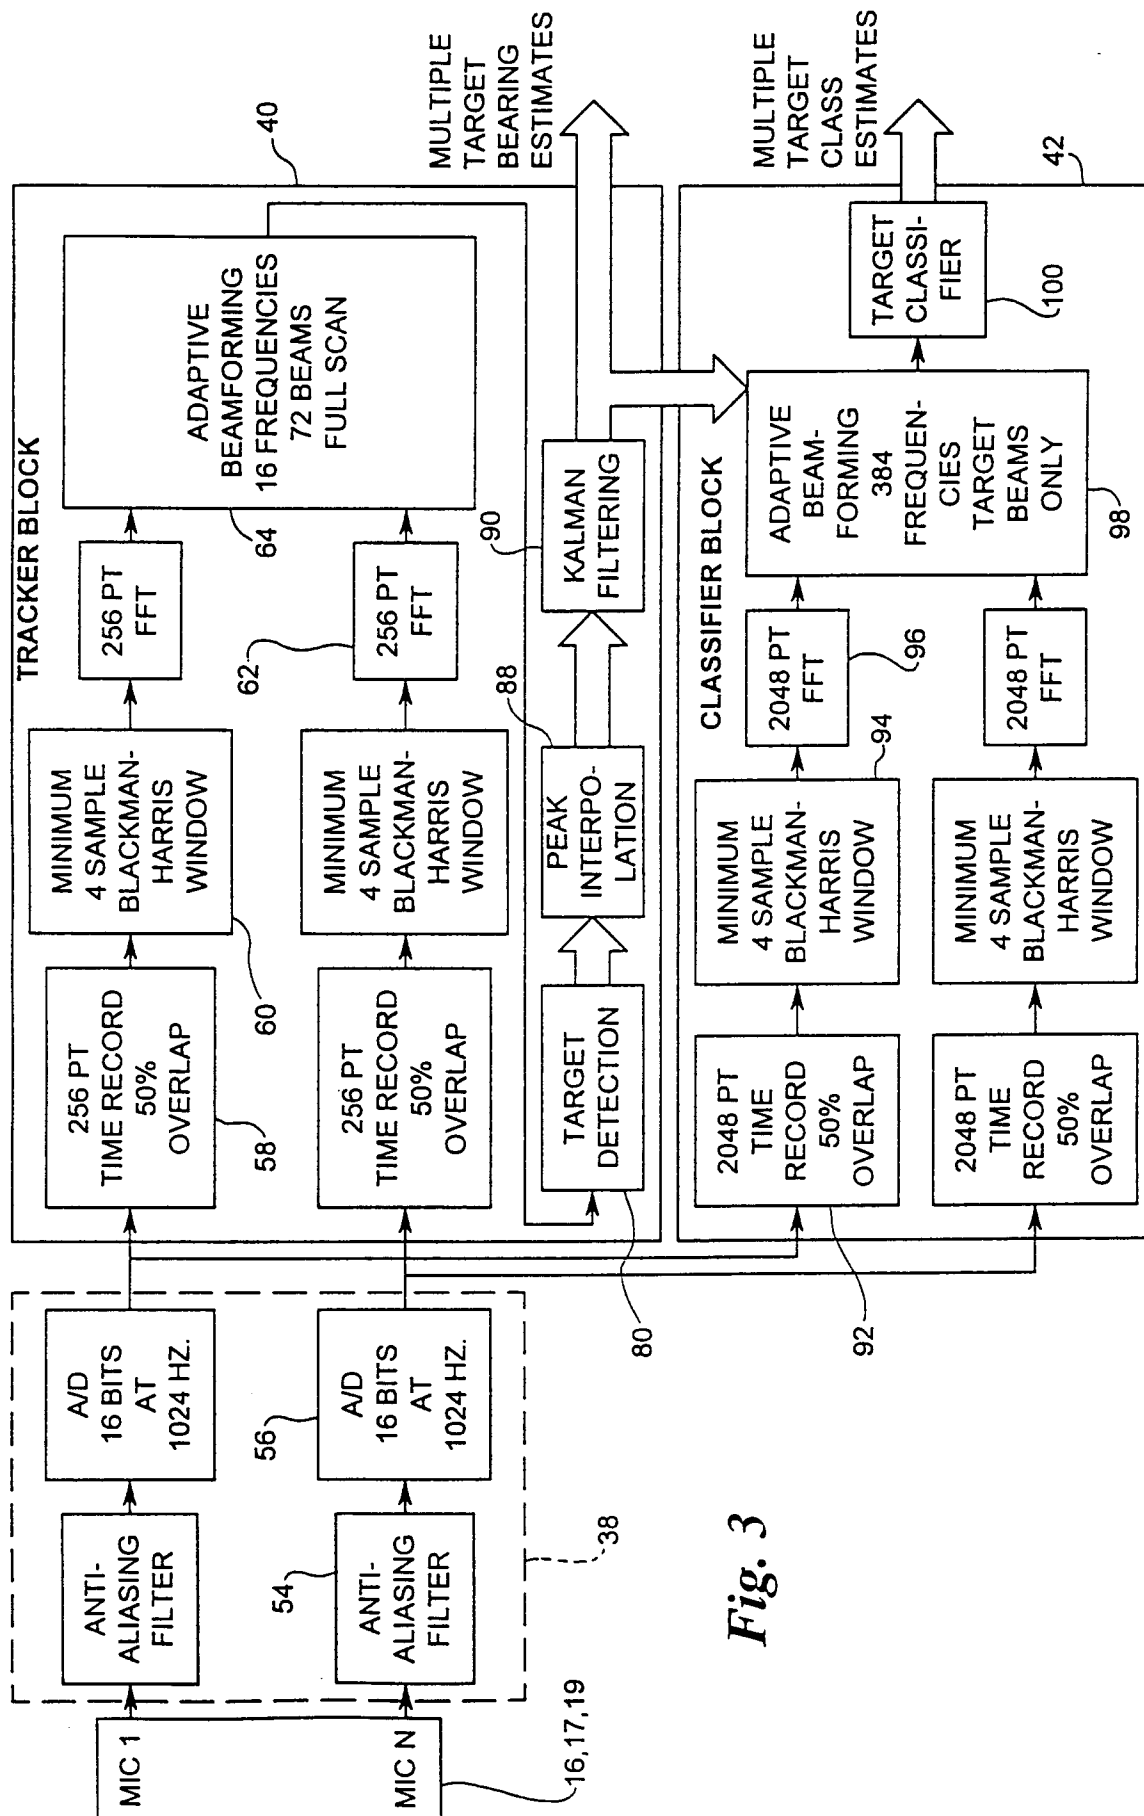 MIC 1
MIC N
16,17,19
ANTI-
ALIASING
FILTER
54
ANTI-
ALIASING
FILTER
A/D
16 BITS
AT
1024 HZ.
56
A/D
16 BITS
AT
1024 HZ.
38
TRACKER BLOCK
40
256 PT
TIME RECORD
50%
OVERLAP
58
MINIMUM
4 SAMPLE
BLACKMAN-
HARRIS
WINDOW
60
256 PT
FFT
256 PT
TIME RECORD
50%
OVERLAP
MINIMUM
4 SAMPLE
BLACKMAN-
HARRIS
WINDOW
62
256 PT
FFT
64
ADAPTIVE
BEAMFORMING
16 FREQUENCIES
72 BEAMS
FULL SCAN
TARGET
DETECTION
80
PEAK
INTERPO-
LATION
88
KALMAN
FILTERING
90
MULTIPLE
TARGET
BEARING
ESTIMATES
CLASSIFIER BLOCK
42
2048 PT
TIME
RECORD
50%
OVERLAP
92
MINIMUM
4 SAMPLE
BLACKMAN-
HARRIS
WINDOW
94
2048 PT
FFT
96
2048 PT
TIME
RECORD
50%
OVERLAP
MINIMUM
4 SAMPLE
BLACKMAN-
HARRIS
WINDOW
2048 PT
FFT
ADAPTIVE
BEAM-
FORMING
384
FREQUEN-
CIES
TARGET
BEAMS
ONLY
98
TARGET
CLASSI-
FIER
100
MULTIPLE
TARGET
CLASS
ESTIMATES
Fig. 3